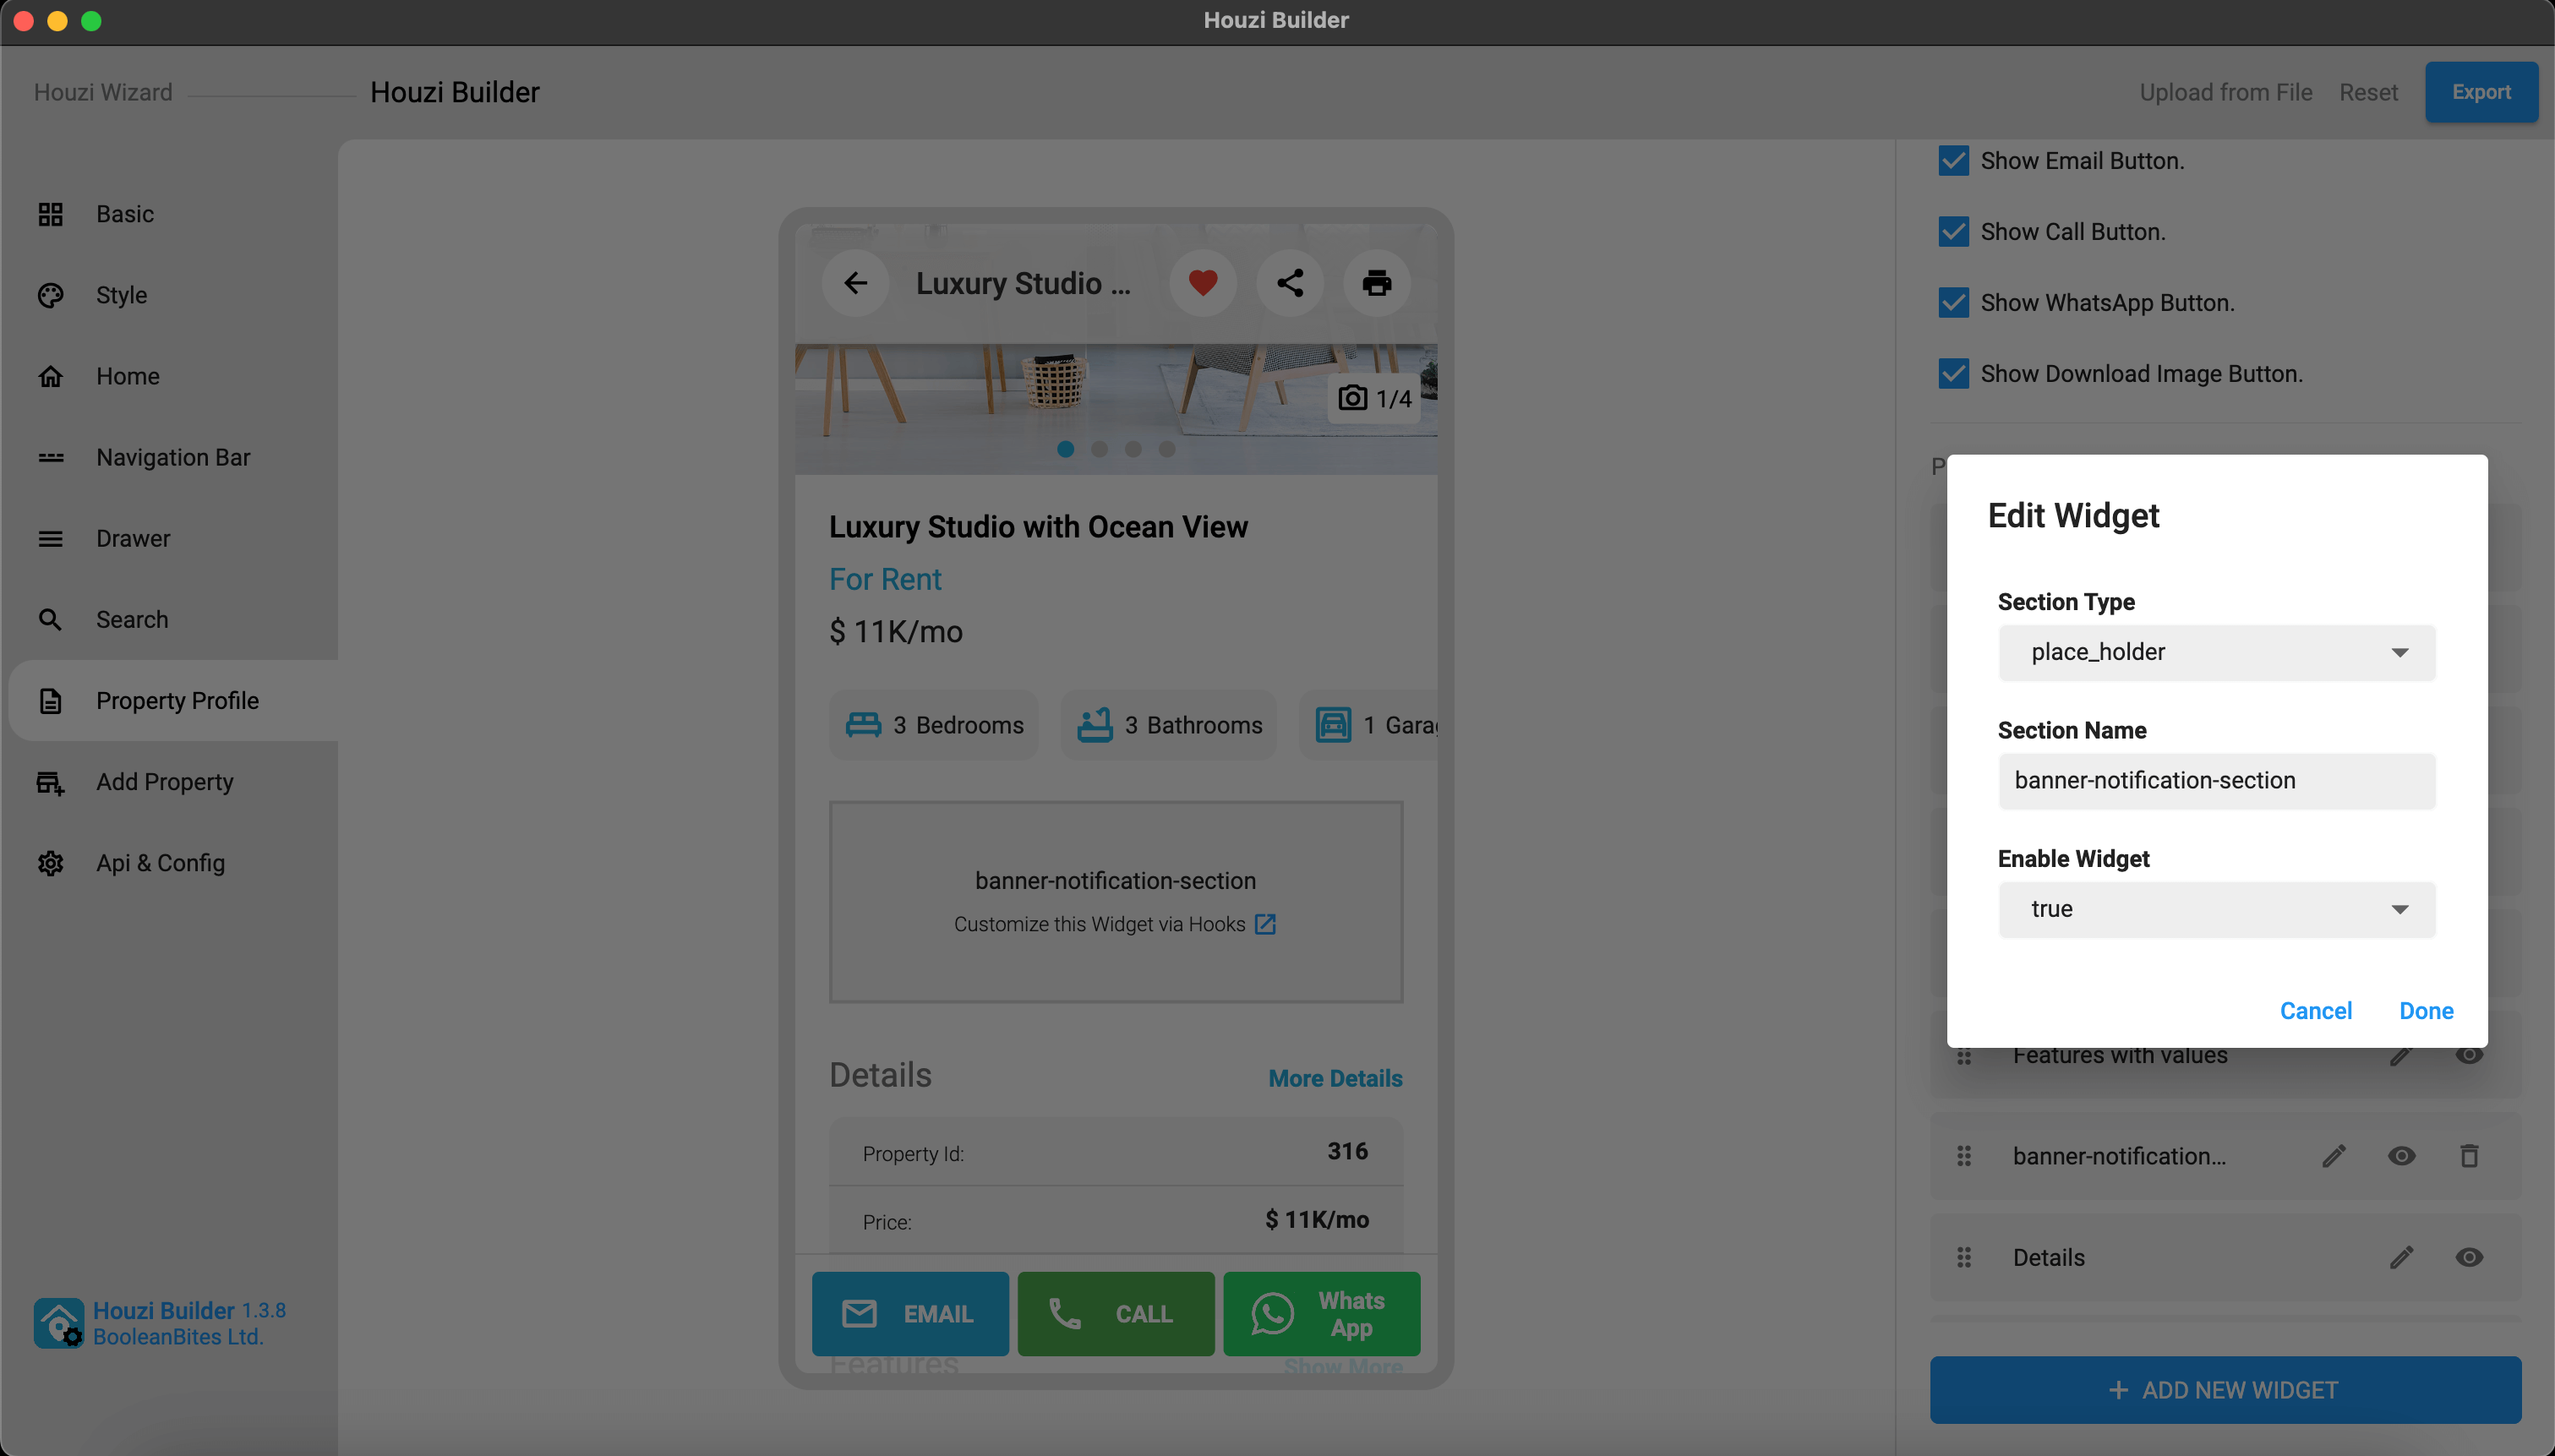 Houzi Builder
Houzi Wizard
Houzi Builder
Upload from File
Reset
Export
Basic
Style
Home
Navigation Bar
Drawer
Search
Property Profile
Add Property
Api & Config
Houzi Builder 1.3.8
BooleanBites Ltd.
Luxury Studio ...
1/4
Luxury Studio with Ocean View
For Rent
$ 11K/mo
3 Bedrooms
3 Bathrooms
1 Garag
banner-notification-section
Customize this Widget via Hooks
Details
More Details
Property Id:
316
Price:
$ 11K/mo
EMAIL
CALL
Whats
App
Features
Show More
Show Email Button.
Show Call Button.
Show WhatsApp Button.
Show Download Image Button.
P
Edit Widget
Section Type
place_holder
Section Name
banner-notification-section
Enable Widget
true
Cancel
Done
Features with values
banner-notification...
Details
+ ADD NEW WIDGET